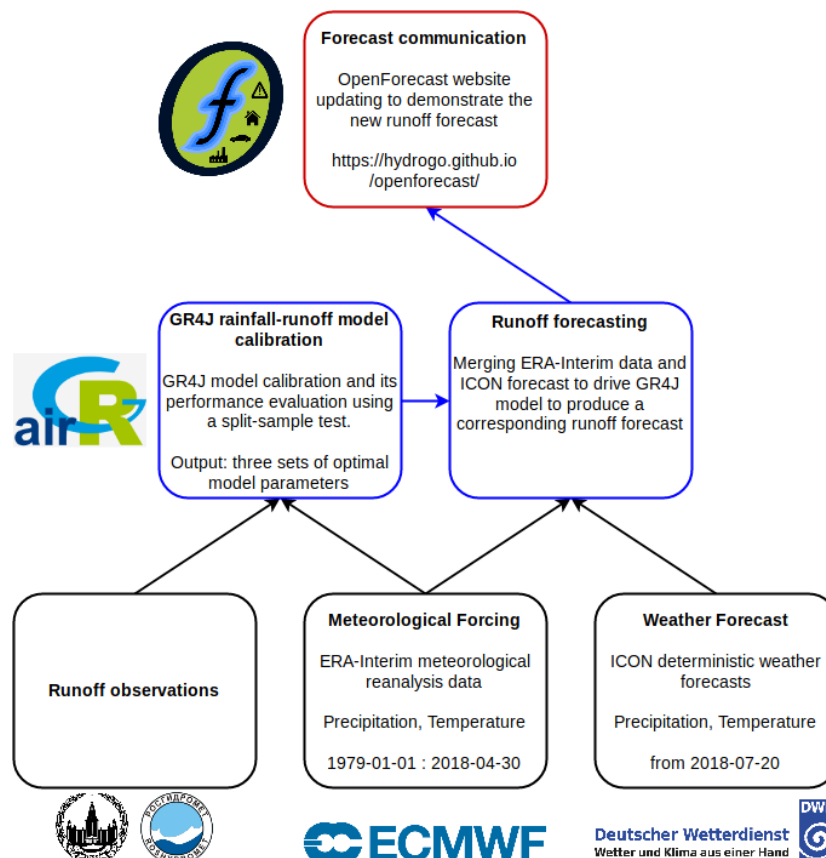 Forecast communication
OpenForecast website
updating to demonstrate the
new runoff forecast
https://hydrogo.github.io
/openforecast/
GR4J rainfall-runoff model
calibration
GR4J model calibration and its
performance evaluation using
a split-sample test.
Output: three sets of optimal
model parameters
Runoff forecasting
Merging ERA-Interim data and
ICON forecast to drive GR4J
model to produce a
corresponding runoff forecast
airGR
Runoff observations
Meteorological Forcing
ERA-Interim meteorological
reanalysis data
Precipitation, Temperature
1979-01-01 : 2018-04-30
Weather Forecast
ICON deterministic weather
forecasts
Precipitation, Temperature
from 2018-07-20
РОСГИДРОМЕТ
ROSHYDROMET
ECMWF
Deutscher Wetterdienst
Wetter und Klima aus einer Hand
DW